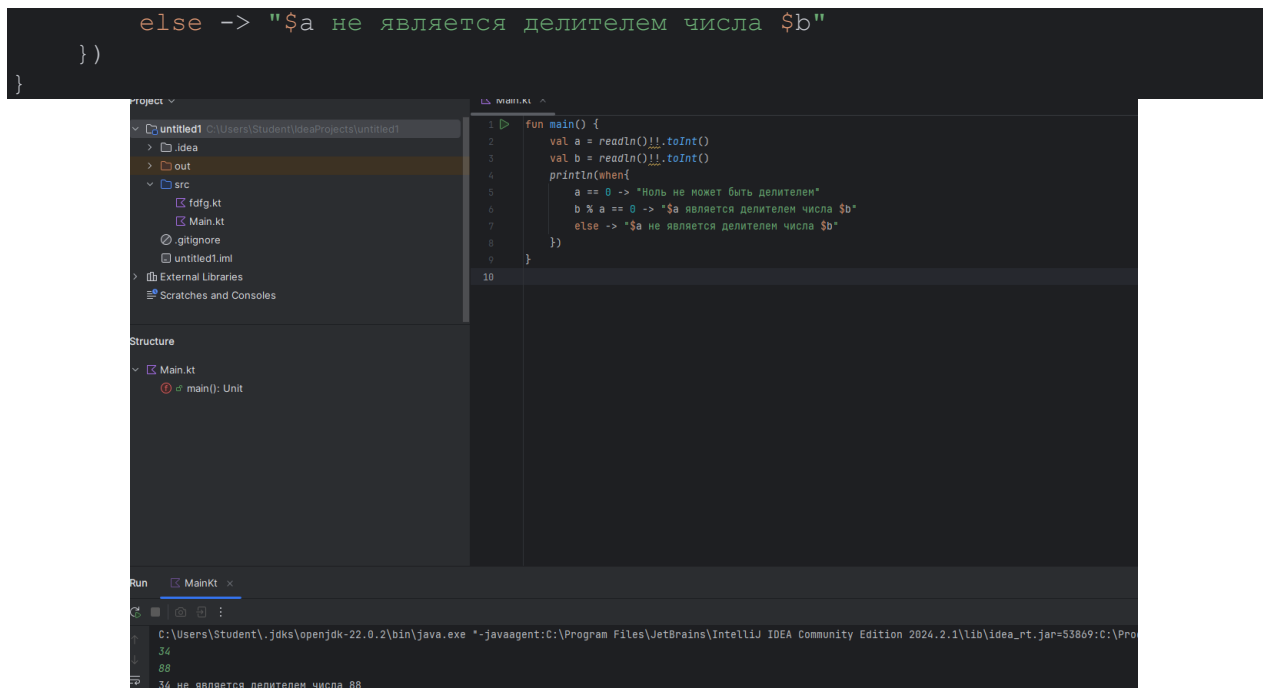 else -> "$a не является делителем числа $b"
})
}
Project
Main.kt ×
untitled1 C:\Users\Student\IdeaProjects\untitled1
.idea
out
src
fdfg.kt
Main.kt
.gitignore
untitled1.iml
External Libraries
Scratches and Consoles
1 fun main() {
2 val a = readln()!!.toInt()
3 val b = readln()!!.toInt()
4 println(when{
5 a == 0 -> "Ноль не может быть делителем"
6 b % a == 0 -> "$a является делителем числа $b"
7 else -> "$a не является делителем числа $b"
8 })
9 }
10
Structure
Main.kt
main(): Unit
Run MainKt ×
C:\Users\Student\.jdks\openjdk-22.0.2\bin\java.exe "-javaagent:C:\Program Files\JetBrains\IntelliJ IDEA Community Edition 2024.2.1\lib\idea_rt.jar=53869:C:\Pro
34
88
34 не является делителем числа 88